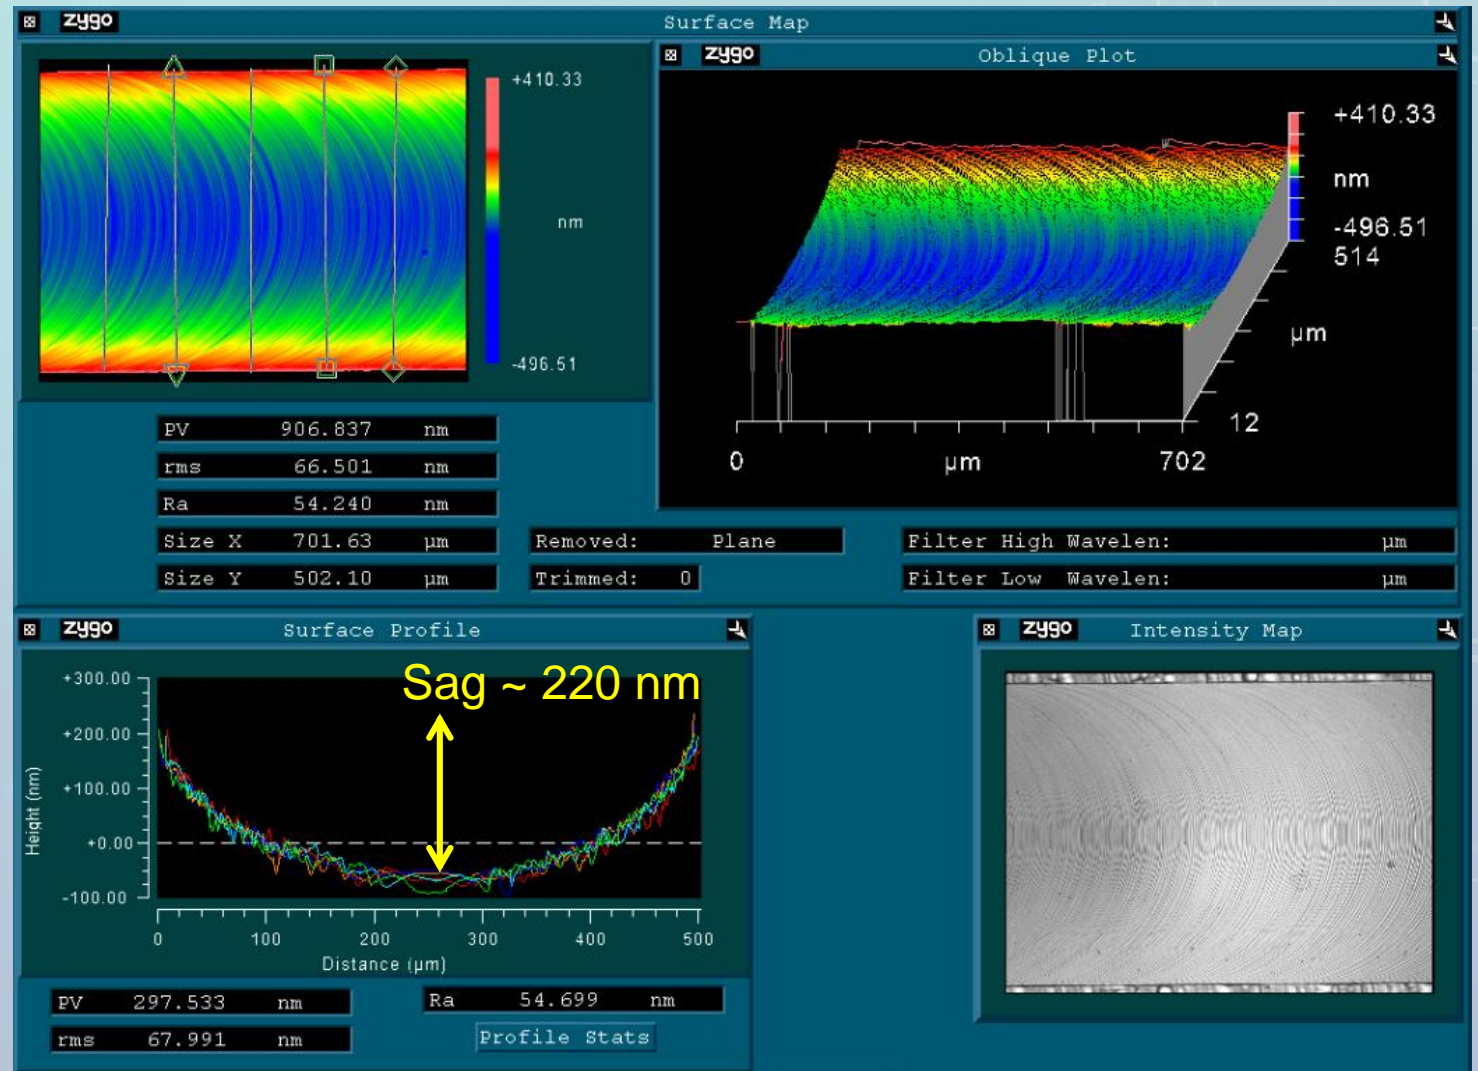 zygo Surface Map
+410.33
nm
-496.51
zygo Oblique Plot
+410.33
nm
-496.51
514
µm
12
0 µm 702
PV 906.837 nm
rms 66.501 nm
Ra 54.240 nm
Size X 701.63 µm
Size Y 502.10 µm
Removed: Plane
Trimmed: 0
Filter High Wavelen: µm
Filter Low Wavelen: µm
zygo Surface Profile
Sag ~ 220 nm
+300.00
+200.00
+100.00
+0.00
-100.00
Height (nm)
0 100 200 300 400 500
Distance (µm)
PV 297.533 nm
rms 67.991 nm
Ra 54.699 nm
Profile Stats
zygo Intensity Map